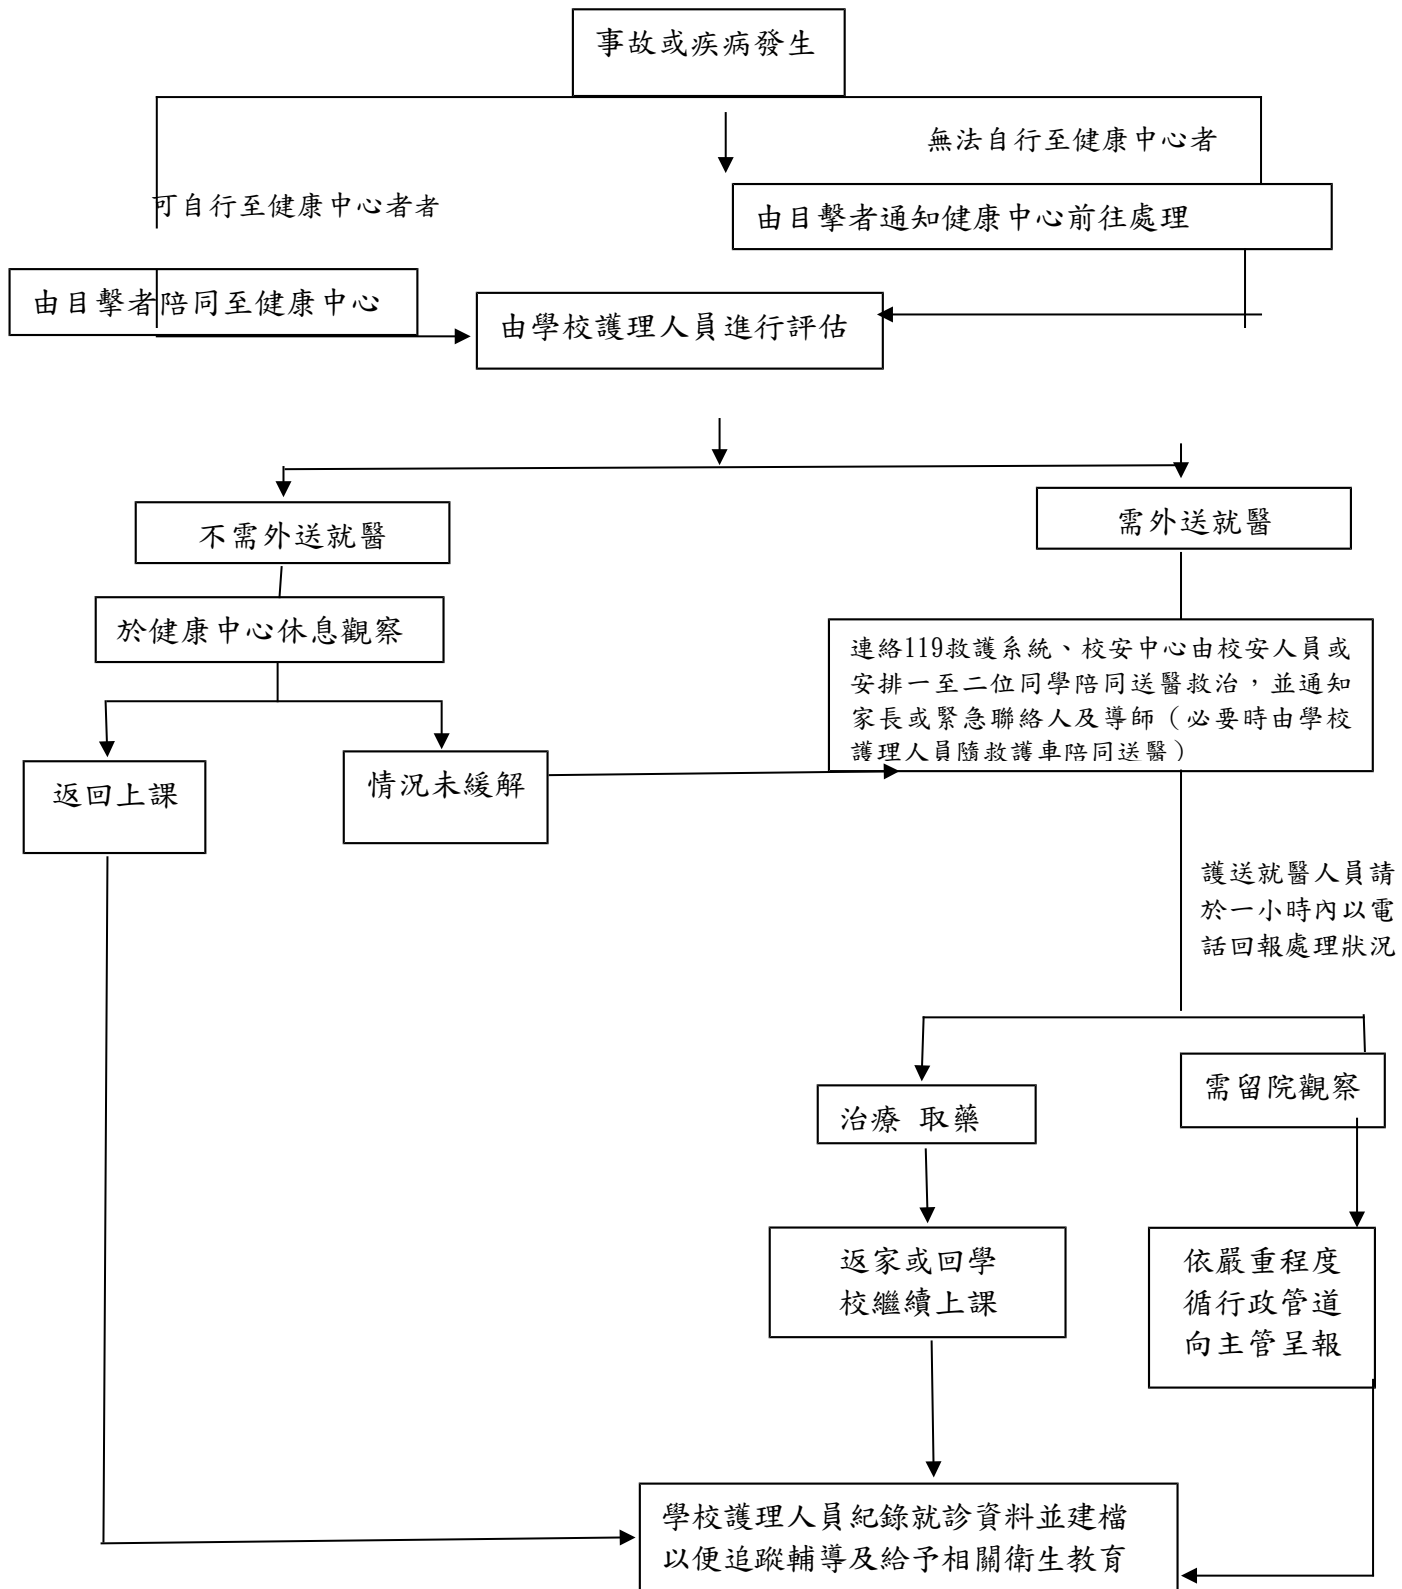 事故或疾病發生
無法自行至健康中心者
可自行至健康中心者者
由目擊者通知健康中心前往處理
由目擊者陪同至健康中心
由學校護理人員進行評估
不需外送就醫
需外送就醫
於健康中心休息觀察
連絡119救護系統、校安中心由校安人員或
安排一至二位同學陪同送醫救治，並通知
家長或緊急聯絡人及導師（必要時由學校
護理人員隨救護車陪同送醫）
返回上課
情況未緩解
護送就醫人員請
於一小時內以電
話回報處理狀況
治療 取藥
需留院觀察
返家或回學
校繼續上課
依嚴重程度
循行政管道
向主管呈報
學校護理人員紀錄就診資料並建檔
以便追蹤輔導及給予相關衛生教育